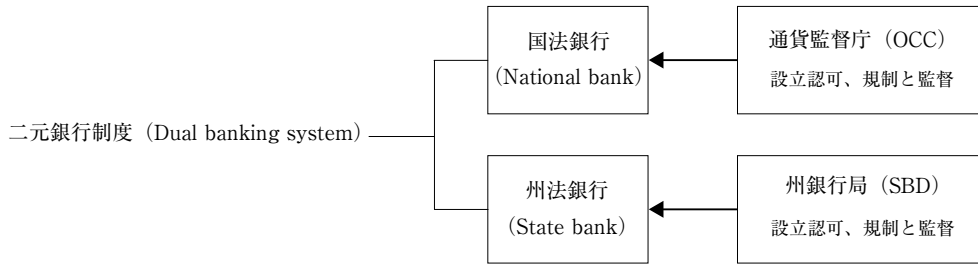 二元銀行制度（Dual banking system）
国法銀行
(National bank)
通貨監督庁（OCC）
設立認可、規制と監督
州法銀行
(State bank)
州銀行局（SBD）
設立認可、規制と監督